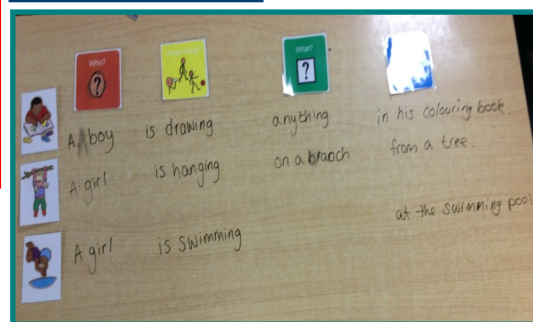 Who?
What?
A boy is drawing anything in his colouring book.
A girl is hanging on a branch from a tree.
A girl is swimming at the swimming pool